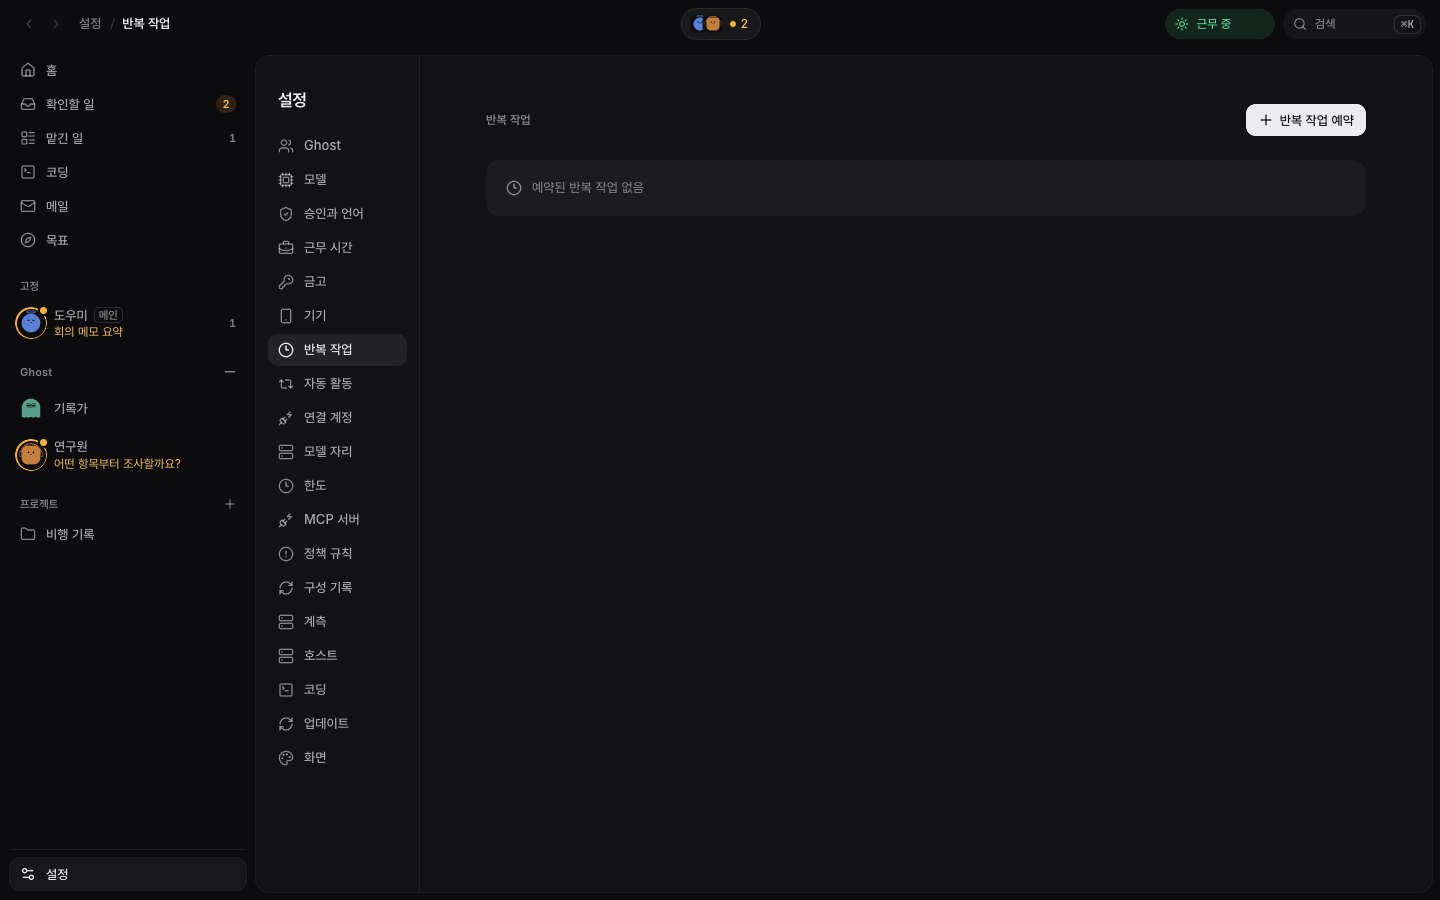 설정 / 반복 작업
2
근무 중
검색
⌘K
홈
확인할 일
2
맡긴 일
1
코딩
메일
목표
고정
도우미 메인
회의 메모 요약
1
Ghost
기록가
연구원
어떤 항목부터 조사할까요?
프로젝트
비행 기록
설정
설정
Ghost
모델
승인과 언어
근무 시간
금고
기기
반복 작업
자동 활동
연결 계정
모델 자리
한도
MCP 서버
정책 규칙
구성 기록
계측
호스트
코딩
업데이트
화면
반복 작업
반복 작업 예약
예약된 반복 작업 없음